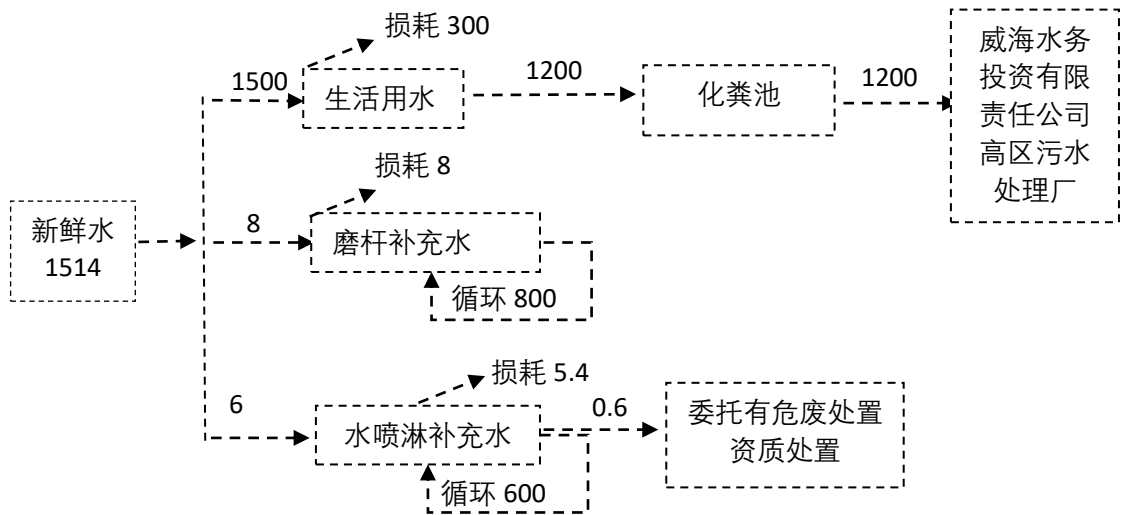 损耗 300
1500
生活用水
1200
化粪池
1200
威海水务
投资有限
责任公司
高区污水
处理厂
损耗 8
新鲜水
1514
8
磨杆补充水
循环 800
损耗 5.4
6
水喷淋补充水
0.6
委托有危废处置
资质处置
循环 600